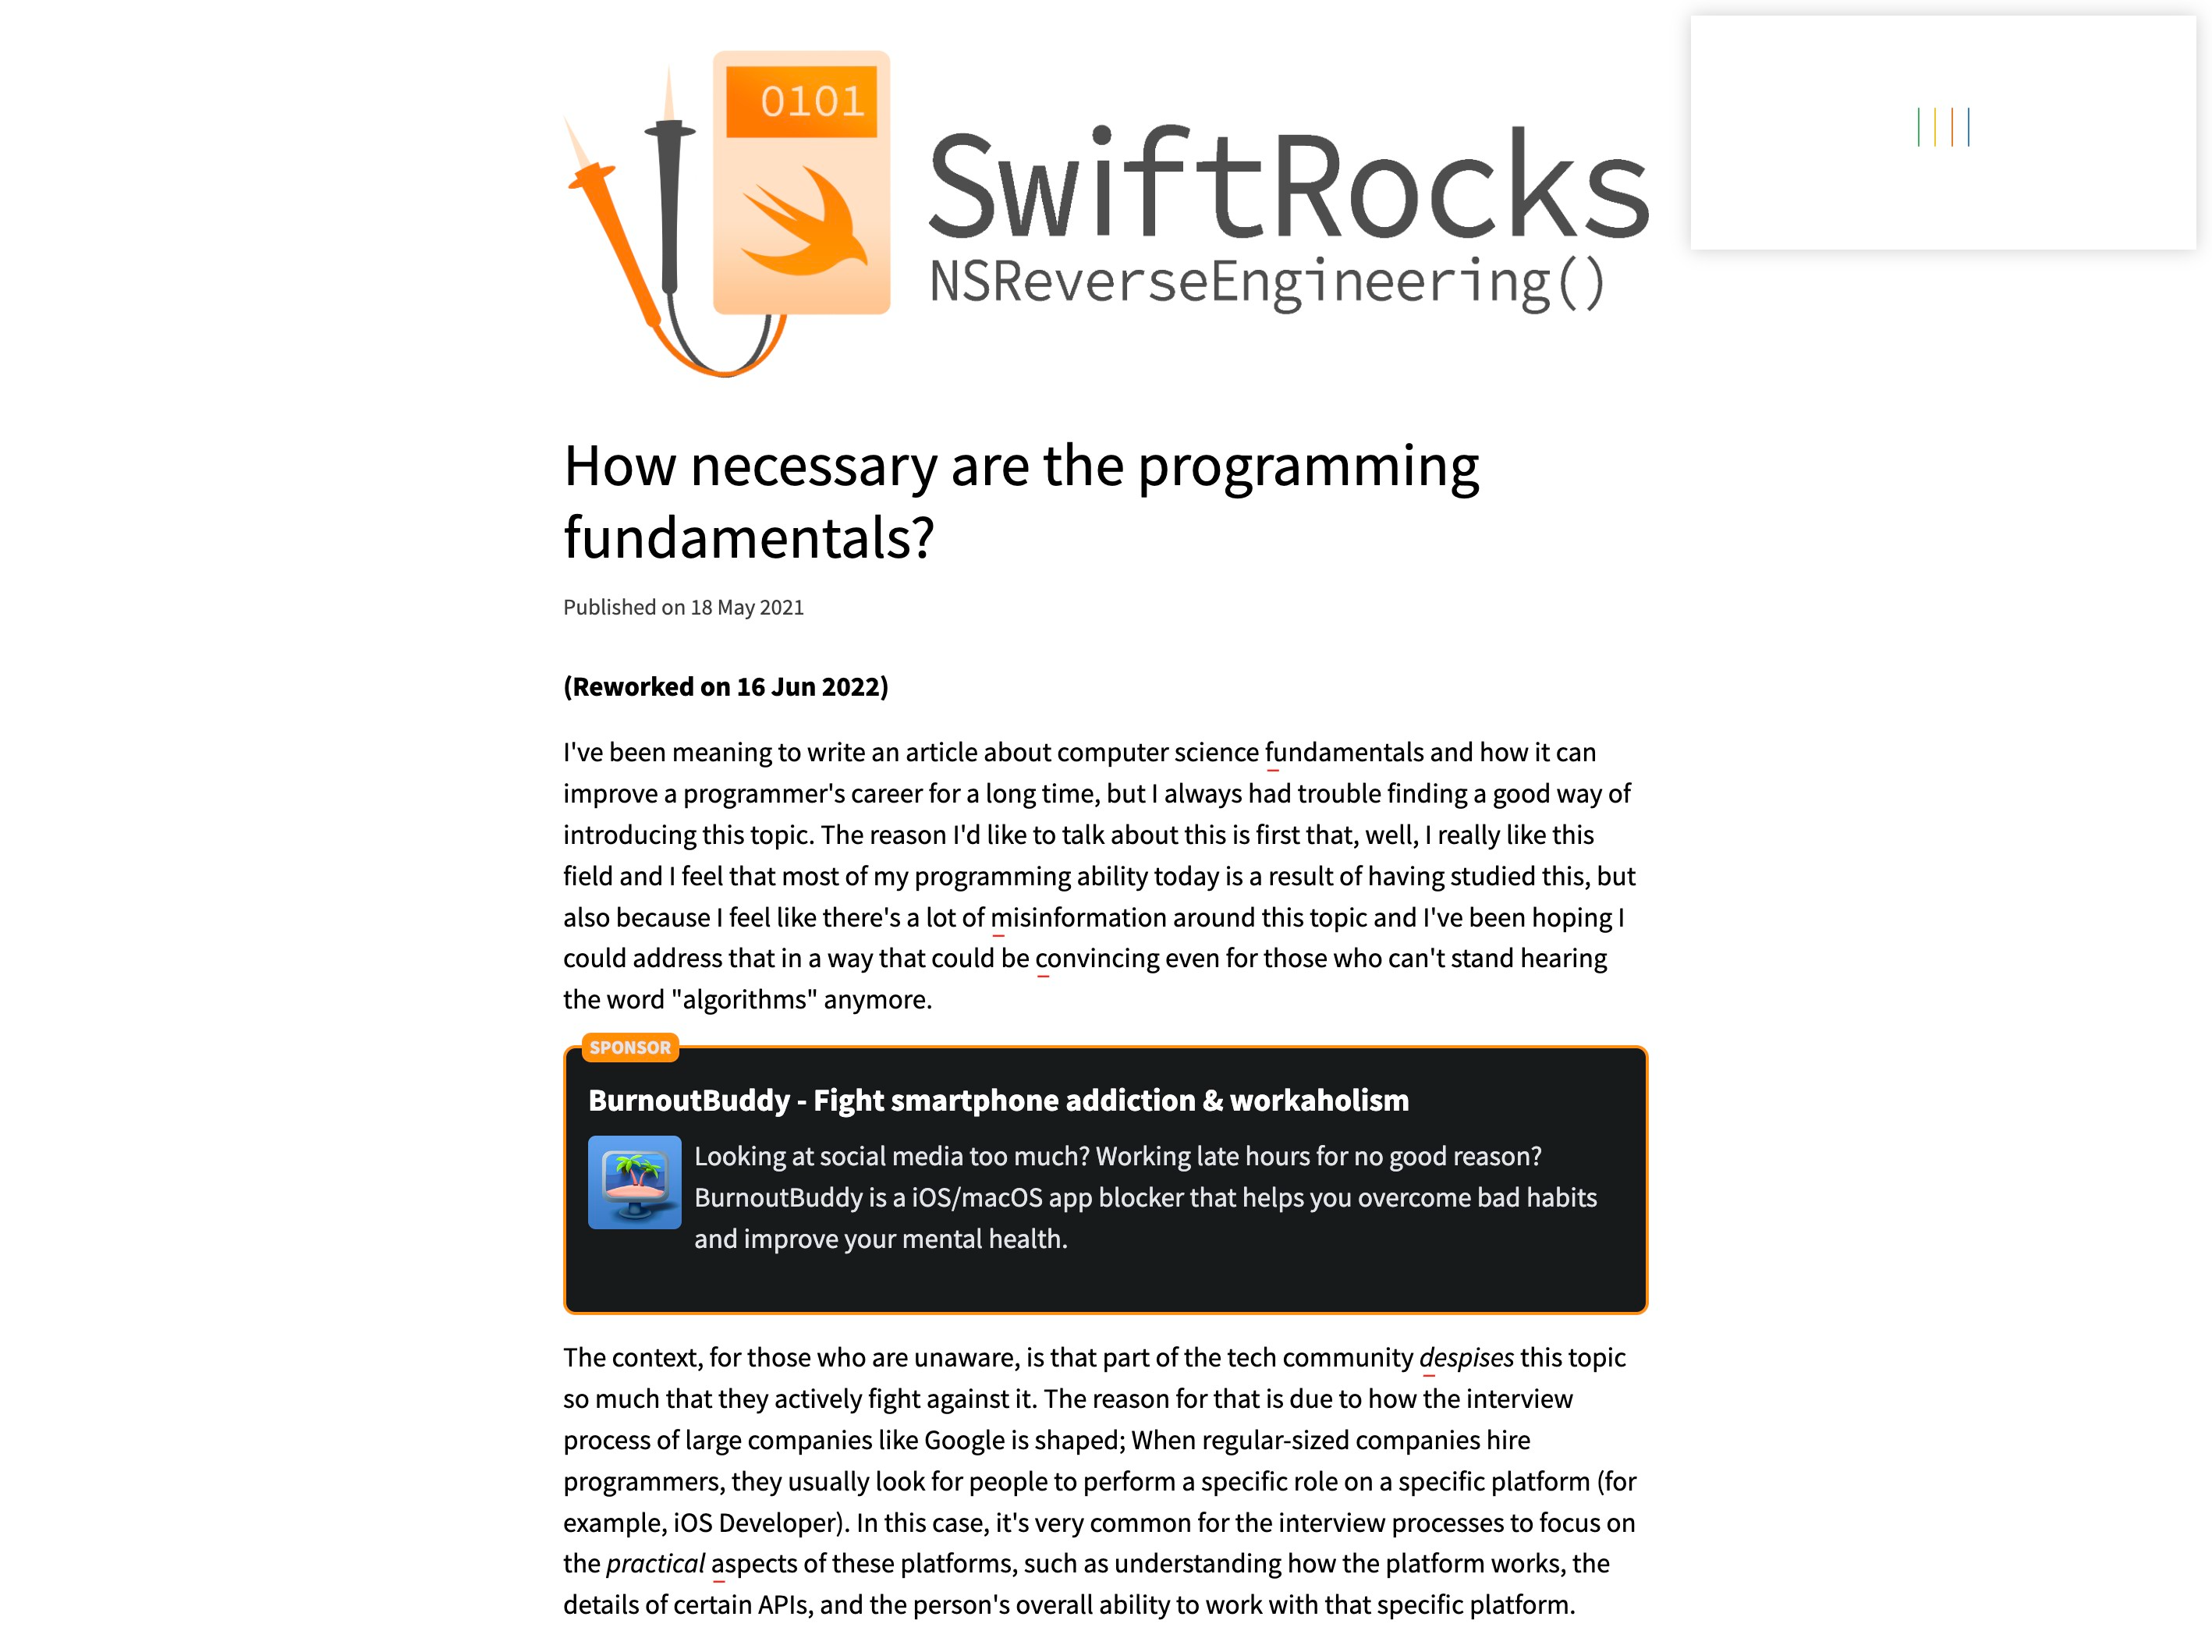 0101
SwiftRocks
NSReverseEngineering()
How necessary are the programming
fundamentals?
Published on 18 May 2021
(Reworked on 16 Jun 2022)
I've been meaning to write an article about computer science fundamentals and how it can
improve a programmer's career for a long time, but I always had trouble finding a good way of
introducing this topic. The reason I'd like to talk about this is first that, well, I really like this
field and I feel that most of my programming ability today is a result of having studied this, but
also because I feel like there's a lot of misinformation around this topic and I've been hoping I
could address that in a way that could be convincing even for those who can't stand hearing
the word "algorithms" anymore.
SPONSOR
BurnoutBuddy - Fight smartphone addiction & workaholism
Looking at social media too much? Working late hours for no good reason?
BurnoutBuddy is a iOS/macOS app blocker that helps you overcome bad habits
and improve your mental health.
The context, for those who are unaware, is that part of the tech community despises this topic
so much that they actively fight against it. The reason for that is due to how the interview
process of large companies like Google is shaped; When regular-sized companies hire
programmers, they usually look for people to perform a specific role on a specific platform (for
example, iOS Developer). In this case, it's very common for the interview processes to focus on
the practical aspects of these platforms, such as understanding how the platform works, the
details of certain APIs, and the person's overall ability to work with that specific platform.